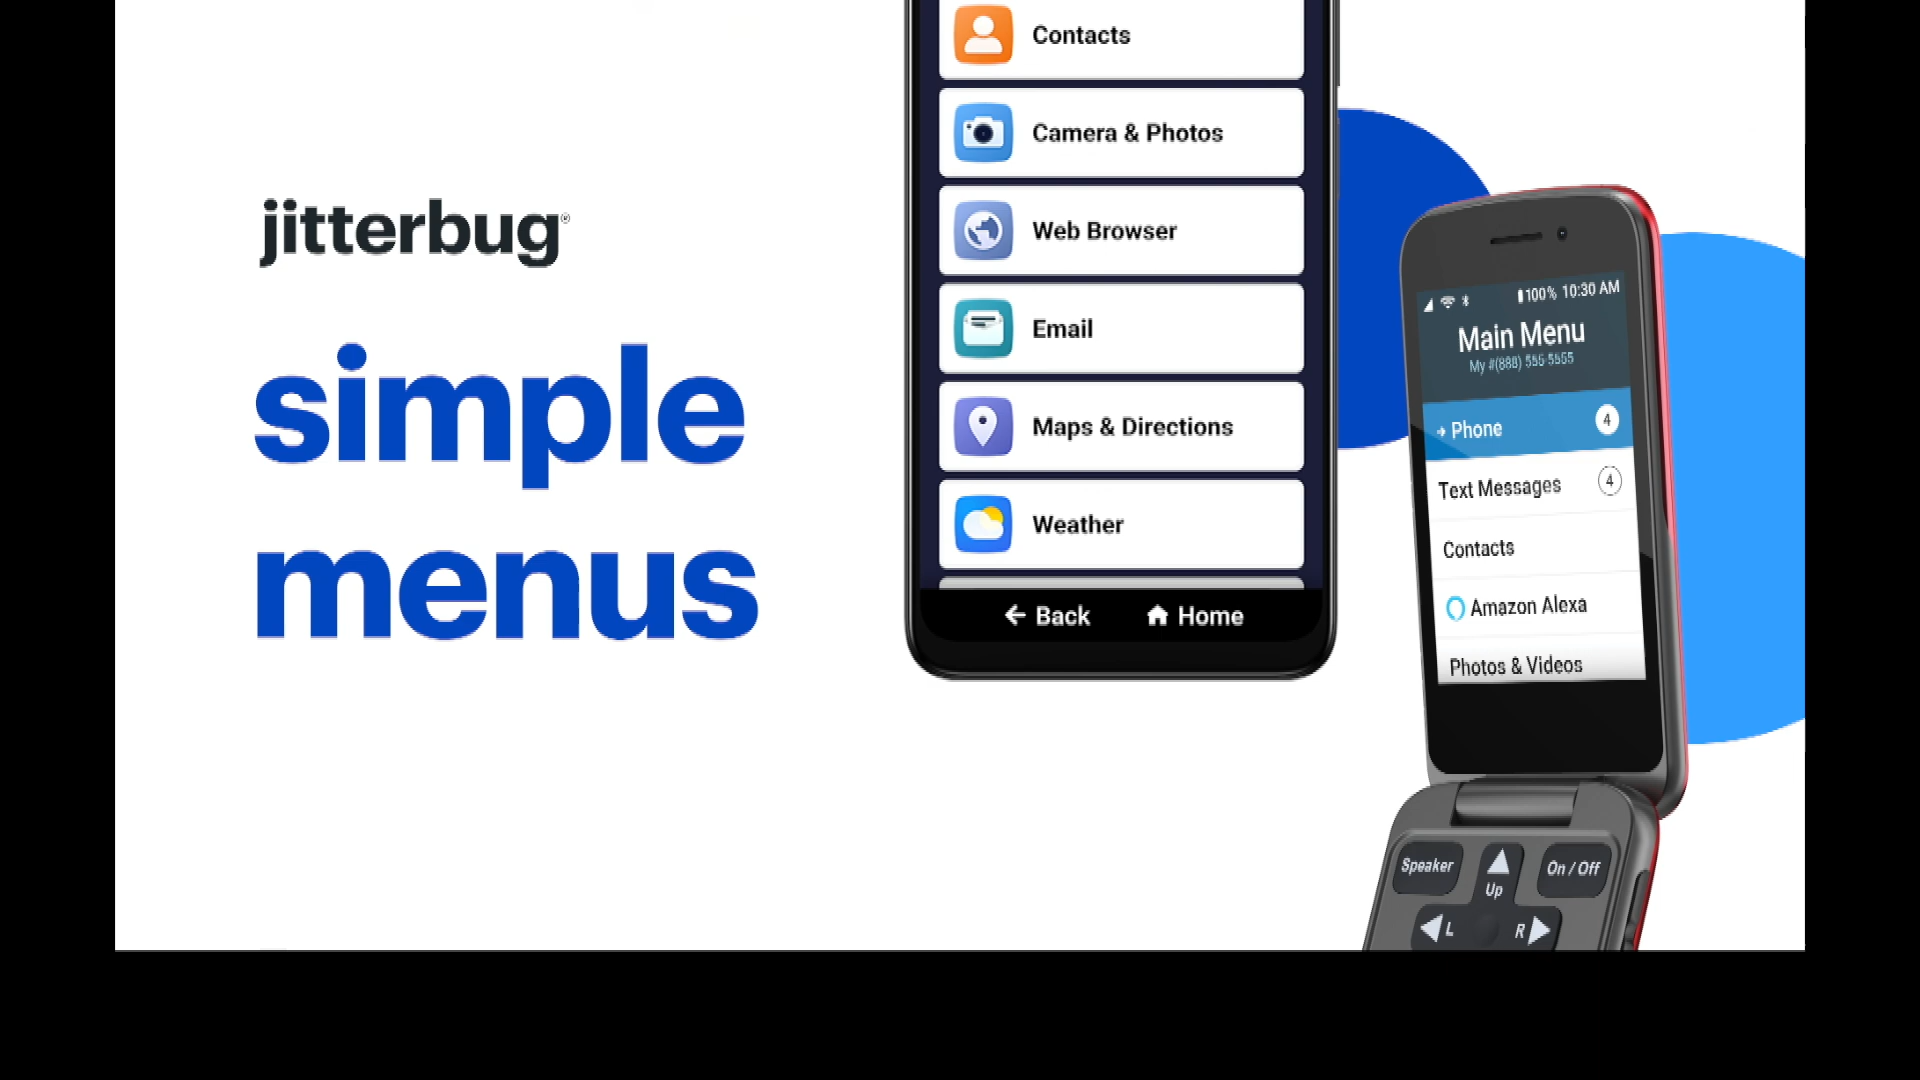 jitterbug®
simple
menus
Contacts
Camera & Photos
Web Browser
Email
Maps & Directions
Weather
Back
Home
100% 10:30 AM
Main Menu
My #(888) 555-5555
Phone 4
Text Messages 4
Contacts
Amazon Alexa
Photos & Videos
Speaker
Up
On / Off
L
R